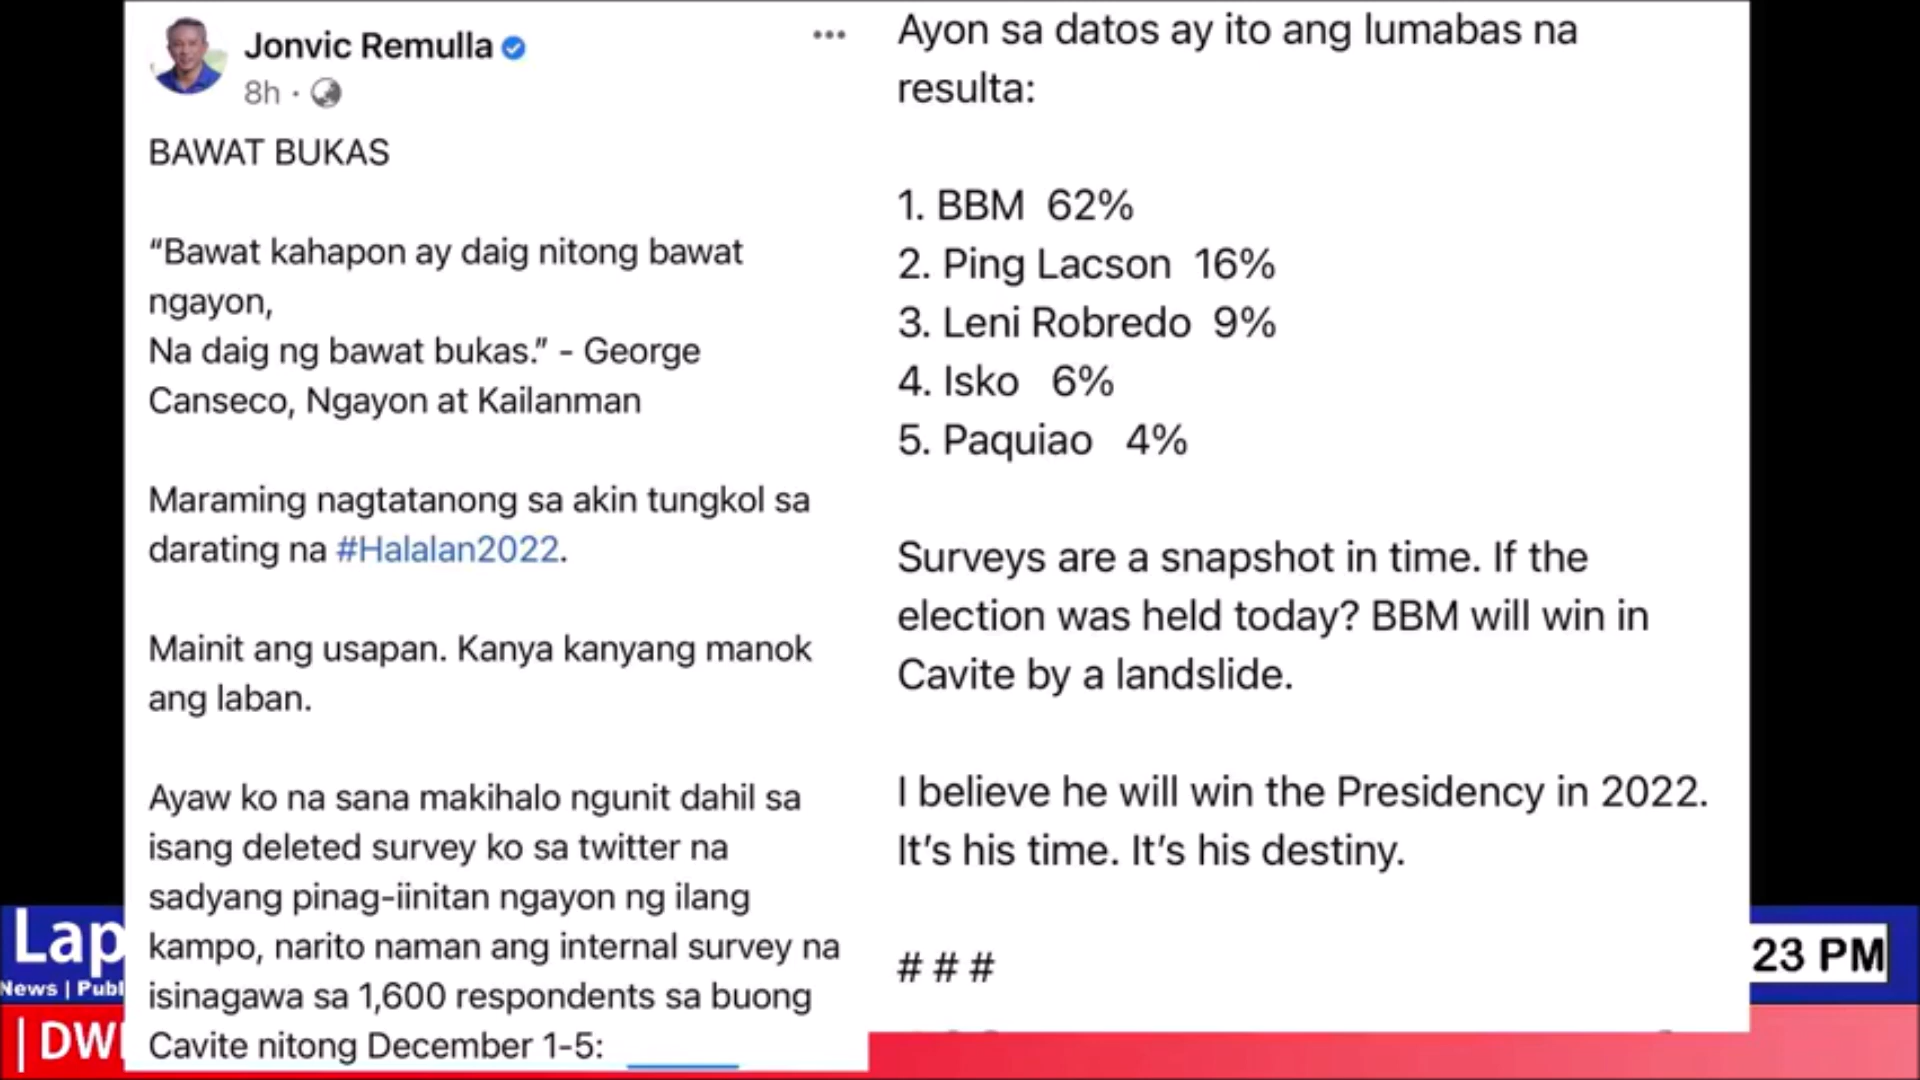 Jonvic Remulla
8h
BAWAT BUKAS
“Bawat kahapon ay daig nitong bawat
ngayon,
Na daig ng bawat bukas.” - George
Canseco, Ngayon at Kailanman
Maraming nagtatanong sa akin tungkol sa
darating na #Halalan2022.
Mainit ang usapan. Kanya kanyang manok
ang laban.
Ayaw ko na sana makihalo ngunit dahil sa
isang deleted survey ko sa twitter na
sadyang pinag-iinitan ngayon ng ilang
kampo, narito naman ang internal survey na
isinagawa sa 1,600 respondents sa buong
Cavite nitong December 1-5:
Ayon sa datos ay ito ang lumabas na
resulta:
1. BBM 62%
2. Ping Lacson 16%
3. Leni Robredo 9%
4. Isko 6%
5. Paquiao 4%
Surveys are a snapshot in time. If the
election was held today? BBM will win in
Cavite by a landslide.
I believe he will win the Presidency in 2022.
It’s his time. It’s his destiny.
# # #
Lap
News | Publ
| DW
23 PM